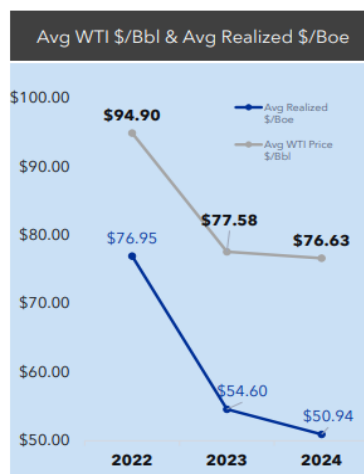 Avg WTI $/Bbl & Avg Realized $/Boe
$100.00
$94.90
Avg Realized
$/Boe
Avg WTI Price
$/Bbl
$90.00
$80.00
$76.95
$77.58
$76.63
$70.00
$60.00
$54.60
$50.94
$50.00
2022 2023 2024